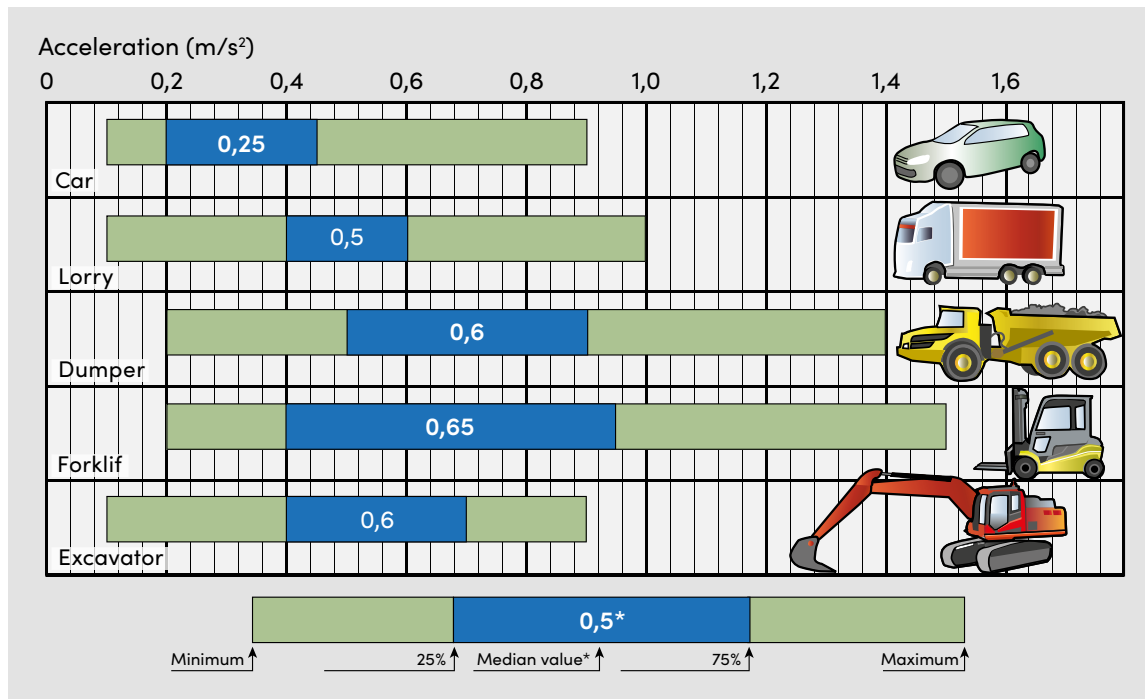 Acceleration (m/s²)
0 0,2 0,4 0,6 0,8 1,0 1,2 1,4 1,6
0,25
Car
0,5
Lorry
0,6
Dumper
0,65
Forklif
0,6
Excavator
0,5*
Minimum 25% Median value* 75% Maximum